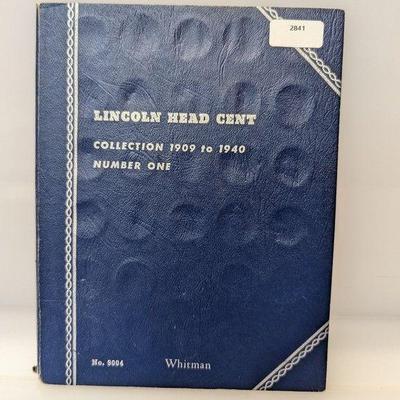 2841
LINCOLN HEAD CENT
COLLECTION 1909 to 1940
NUMBER ONE
No. 9004
Whitman